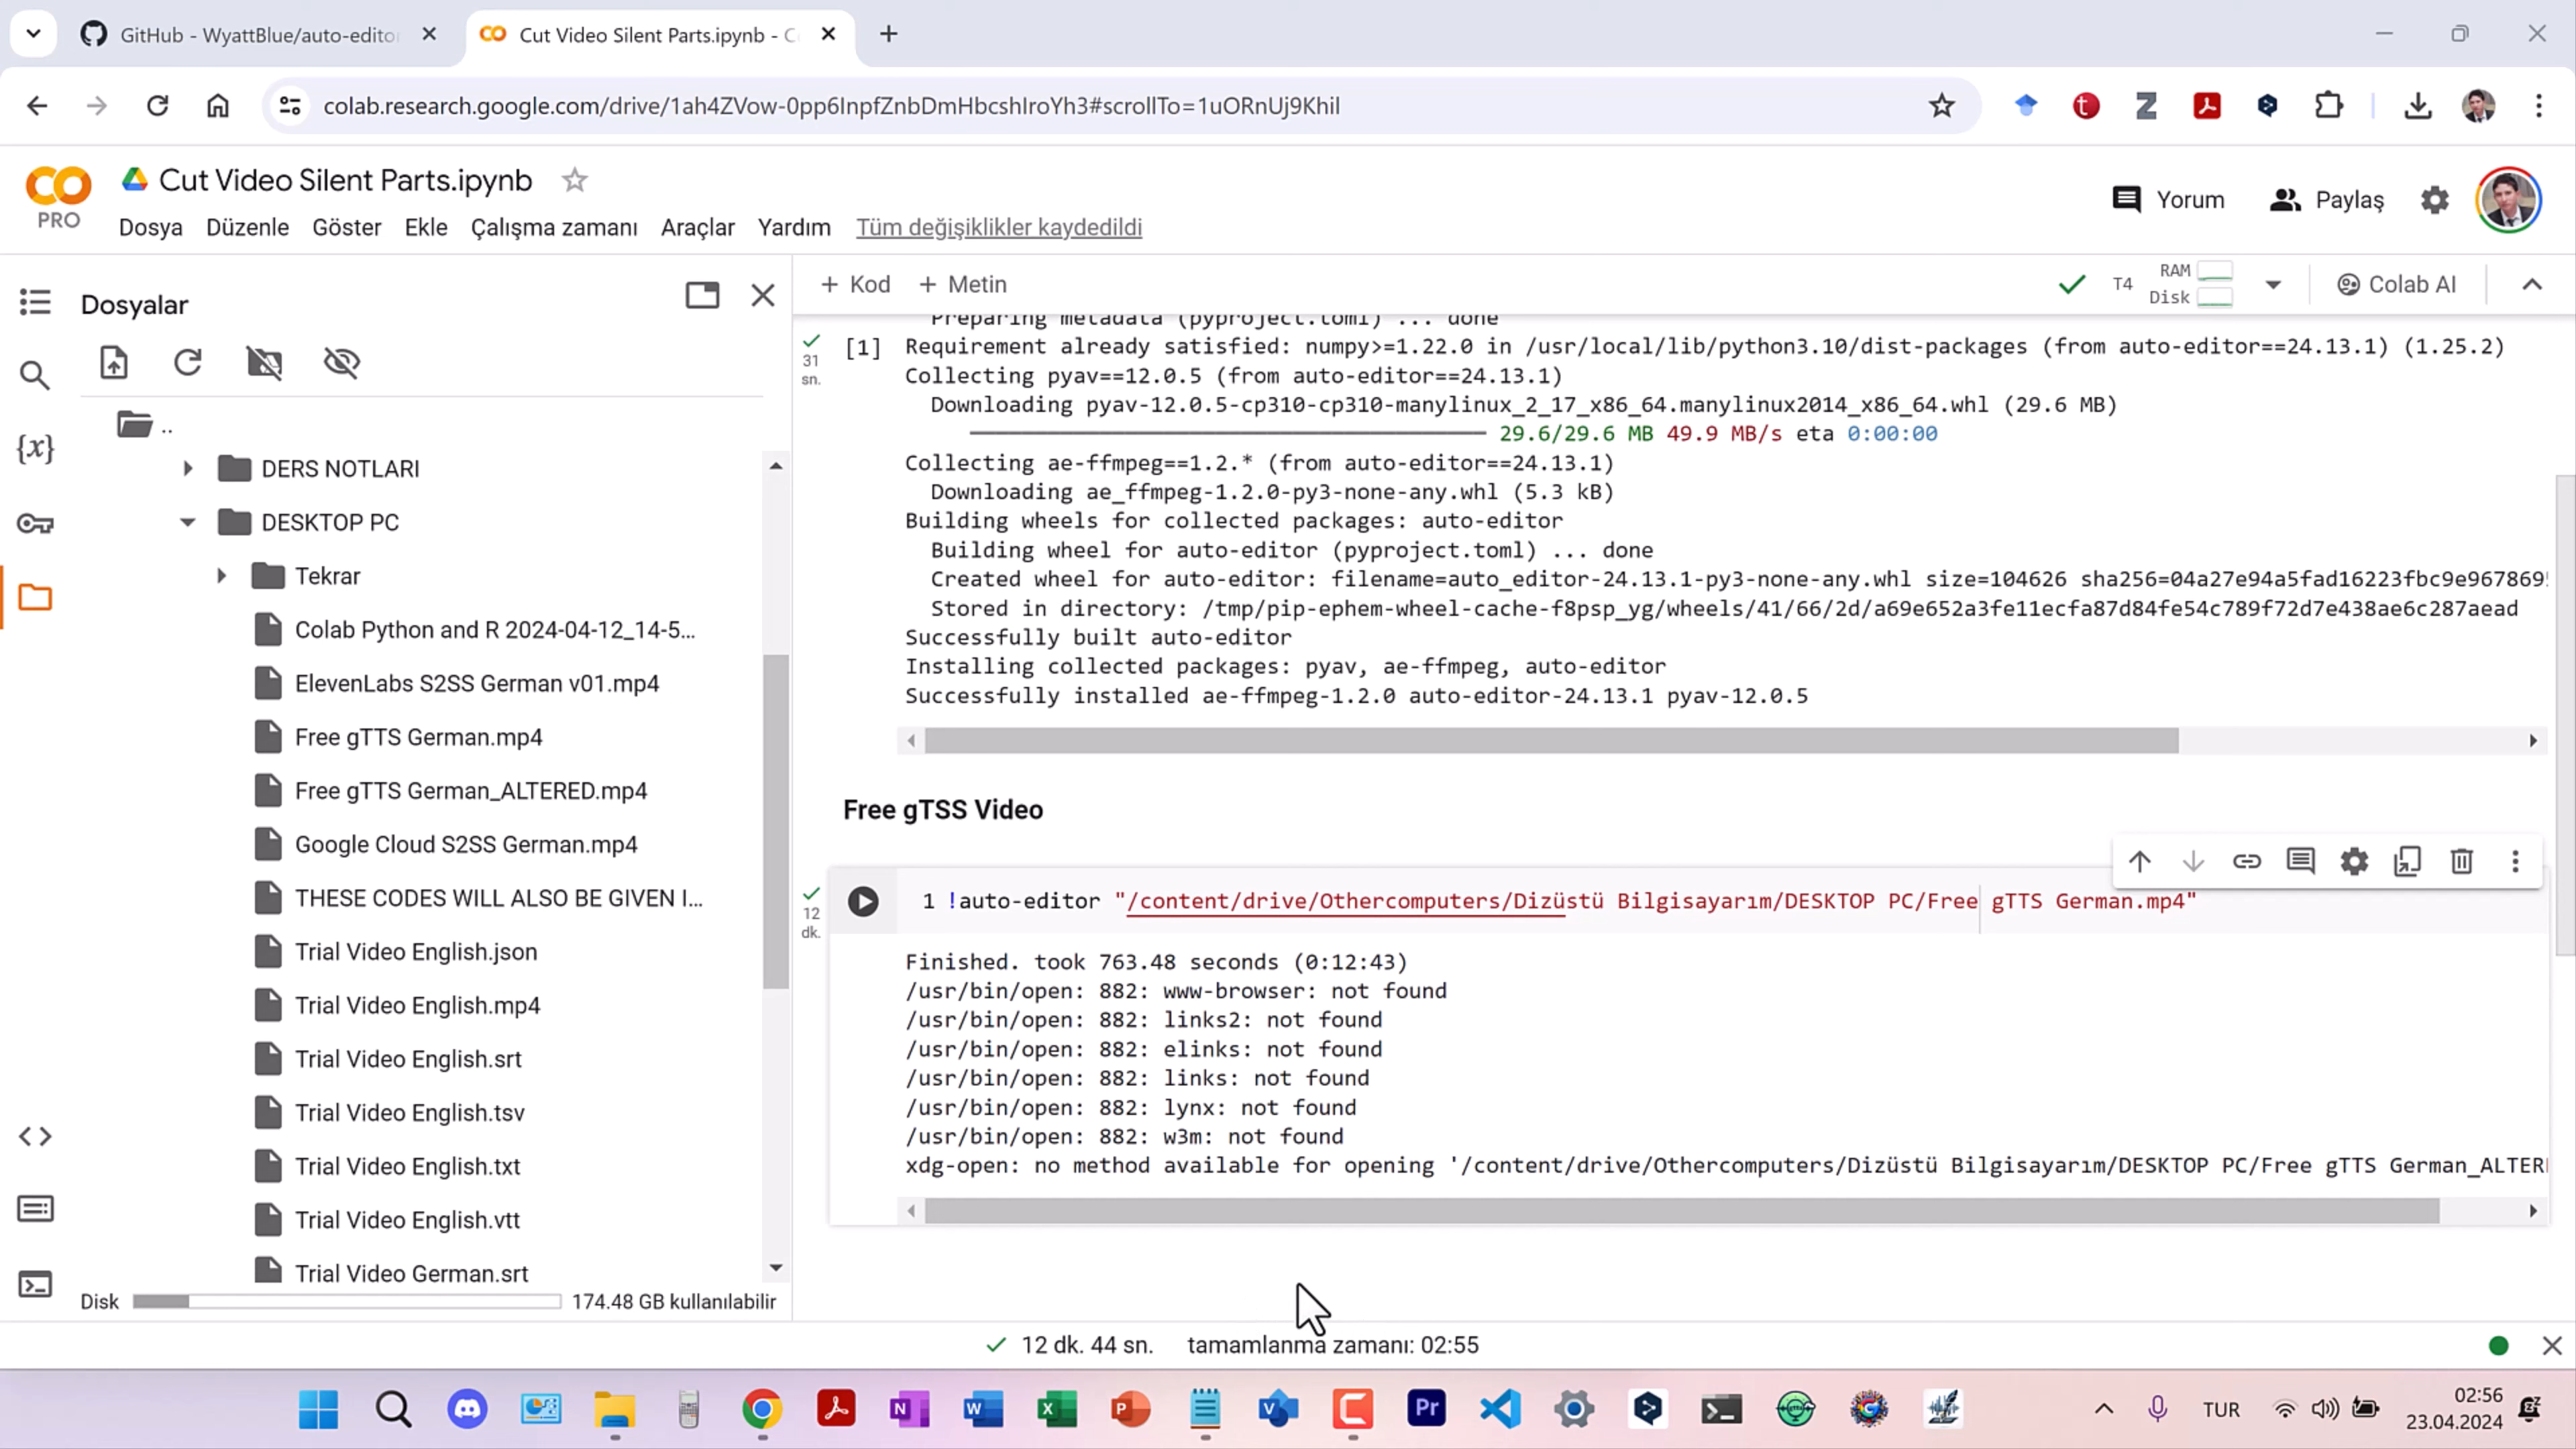 GitHub - WyattBlue/auto-editor
Cut Video Silent Parts.ipynb - C
colab.research.google.com/drive/1ah4ZVow-0pp6InpfZnbDmHbcshIroYh3#scrollTo=1uORnUj9Khil
PRO
Cut Video Silent Parts.ipynb
Dosya Düzenle Göster Ekle Çalışma zamanı Araçlar Yardım Tüm değişiklikler kaydedildi
Yorum
Paylaş
Dosyalar
..
DERS NOTLARI
DESKTOP PC
Tekrar
Colab Python and R 2024-04-12_14-5...
ElevenLabs S2SS German v01.mp4
Free gTTS German.mp4
Free gTTS German_ALTERED.mp4
Google Cloud S2SS German.mp4
THESE CODES WILL ALSO BE GIVEN I...
Trial Video English.json
Trial Video English.mp4
Trial Video English.srt
Trial Video English.tsv
Trial Video English.txt
Trial Video English.vtt
Trial Video German.srt
Disk 174.48 GB kullanılabilir
+ Kod + Metin
T4
RAM
Disk
Colab AI
Preparing metadata (pyproject.toml) ... done
31
sn.
[1] Requirement already satisfied: numpy>=1.22.0 in /usr/local/lib/python3.10/dist-packages (from auto-editor==24.13.1) (1.25.2)
Collecting pyav==12.0.5 (from auto-editor==24.13.1)
Downloading pyav-12.0.5-cp310-cp310-manylinux_2_17_x86_64.manylinux2014_x86_64.whl (29.6 MB)
29.6/29.6 MB 49.9 MB/s eta 0:00:00
Collecting ae-ffmpeg==1.2.* (from auto-editor==24.13.1)
Downloading ae_ffmpeg-1.2.0-py3-none-any.whl (5.3 kB)
Building wheels for collected packages: auto-editor
Building wheel for auto-editor (pyproject.toml) ... done
Created wheel for auto-editor: filename=auto_editor-24.13.1-py3-none-any.whl size=104626 sha256=04a27e94a5fad16223fbc9e967869
Stored in directory: /tmp/pip-ephem-wheel-cache-f8psp_yg/wheels/41/66/2d/a69e652a3fe11ecfa87d84fe54c789f72d7e438ae6c287aead
Successfully built auto-editor
Installing collected packages: pyav, ae-ffmpeg, auto-editor
Successfully installed ae-ffmpeg-1.2.0 auto-editor-24.13.1 pyav-12.0.5
Free gTSS Video
12
dk.
1 !auto-editor "/content/drive/Othercomputers/Dizüstü Bilgisayarım/DESKTOP PC/Free gTTS German.mp4"
Finished. took 763.48 seconds (0:12:43)
/usr/bin/open: 882: www-browser: not found
/usr/bin/open: 882: links2: not found
/usr/bin/open: 882: elinks: not found
/usr/bin/open: 882: links: not found
/usr/bin/open: 882: lynx: not found
/usr/bin/open: 882: w3m: not found
xdg-open: no method available for opening '/content/drive/Othercomputers/Dizüstü Bilgisayarım/DESKTOP PC/Free gTTS German_ALTER
12 dk. 44 sn. tamamlanma zamanı: 02:55
TUR
02:56
23.04.2024